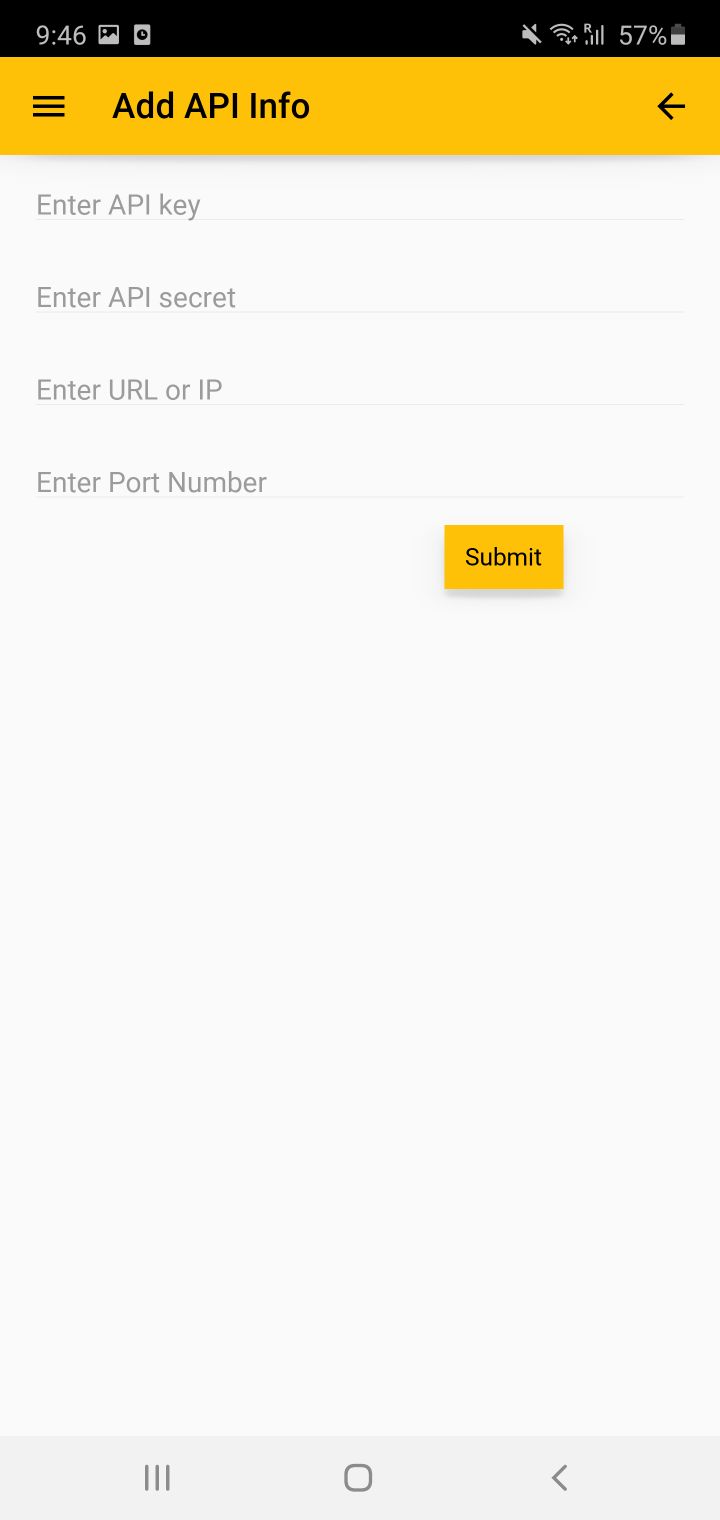 9:46 R 57%
Add API Info
Enter API key
Enter API secret
Enter URL or IP
Enter Port Number
Submit